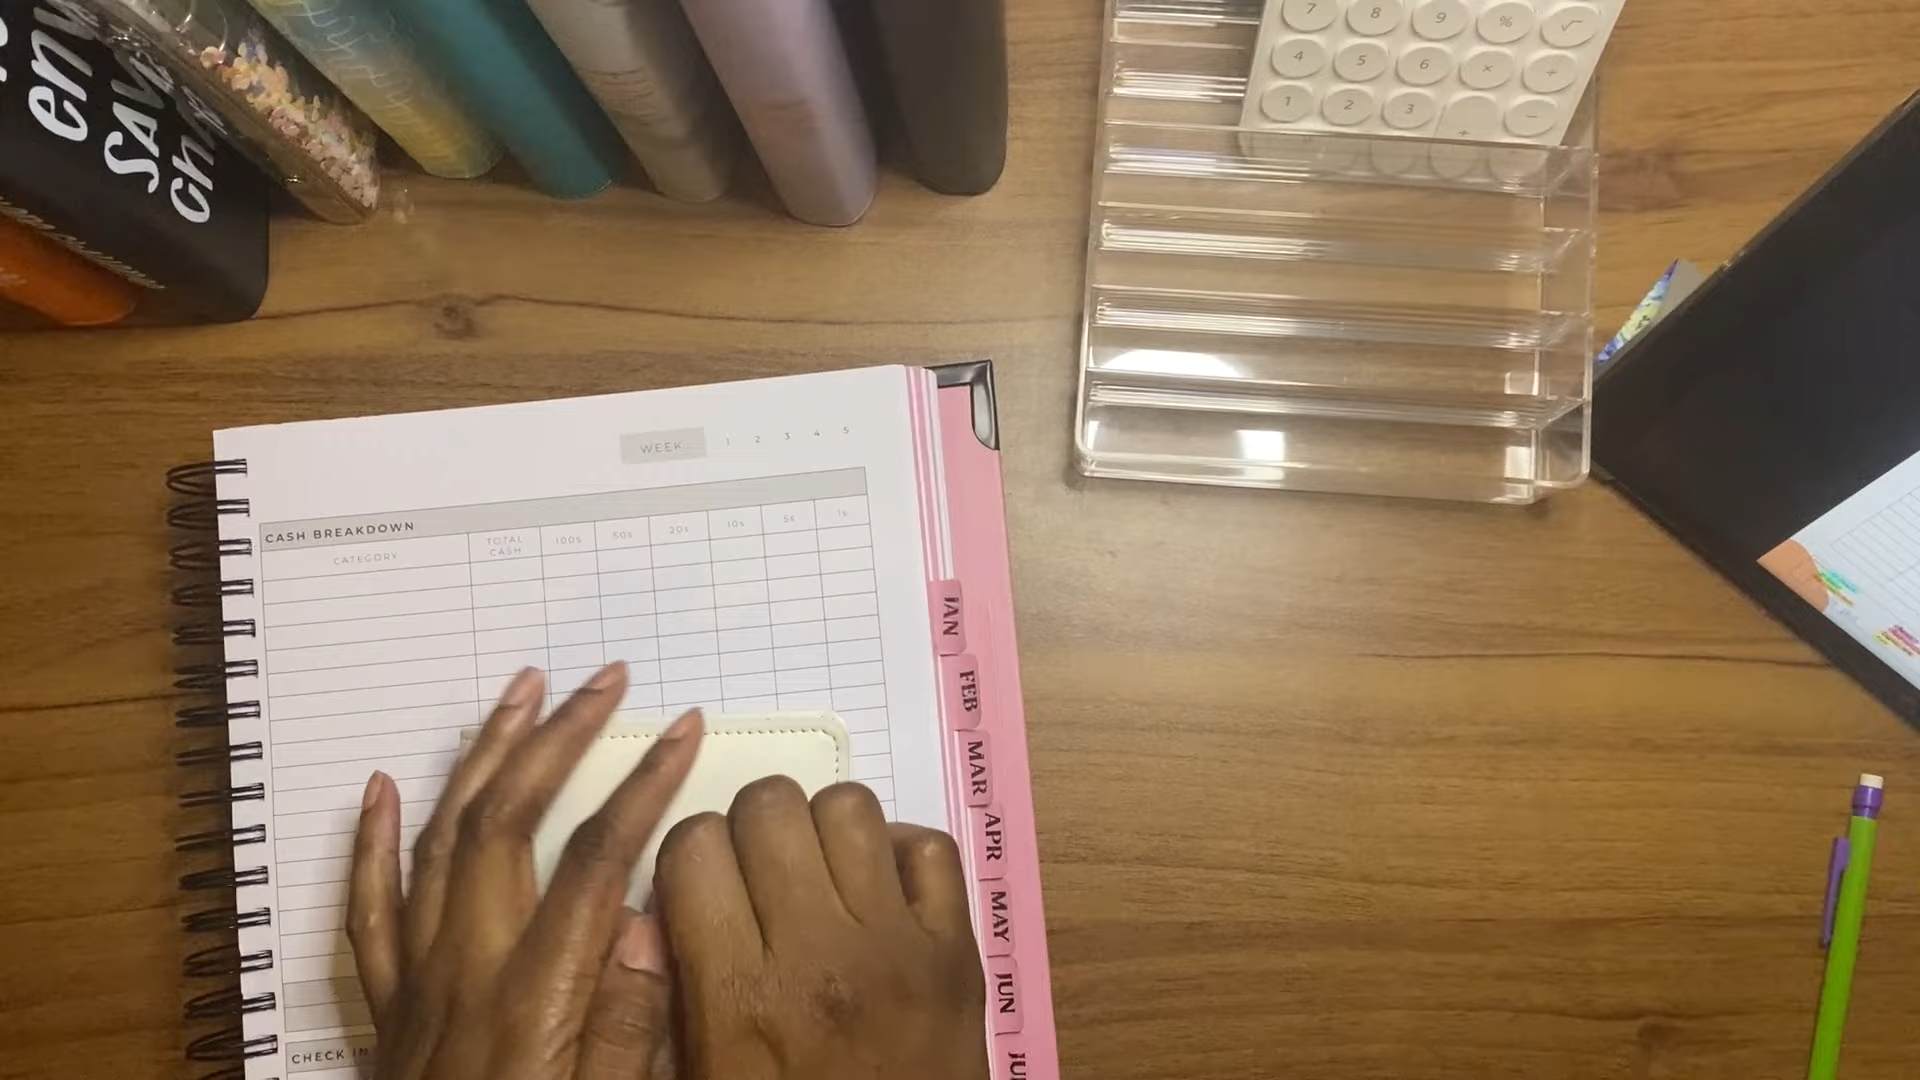 7 8 9 % √
4 5 6 × ÷
1 2 3 −
+
WEEK 1 2 3 4 5
CASH BREAKDOWN
CATEGORY
TOTAL CASH
100s 50s 20s 10s 5s 1s
JAN
FEB
MAR
APR
MAY
JUN
CHECK IN